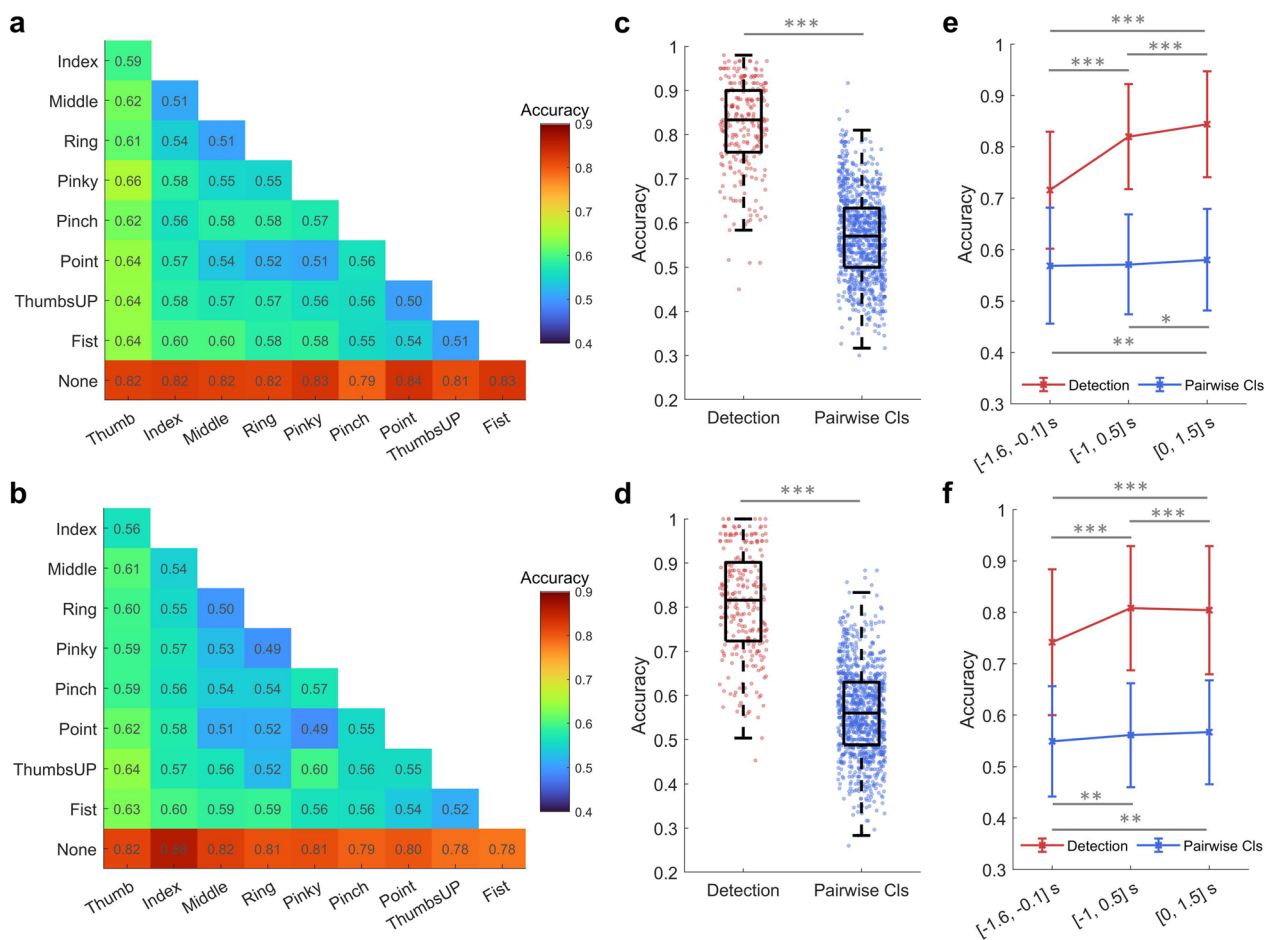 a
Index 0.59
Middle 0.62 0.51
Ring 0.61 0.54 0.51
Pinky 0.66 0.58 0.55 0.55
Pinch 0.62 0.56 0.58 0.58 0.57
Point 0.64 0.57 0.54 0.52 0.51 0.56
ThumbsUP 0.64 0.58 0.57 0.57 0.56 0.56 0.50
Fist 0.64 0.60 0.60 0.58 0.58 0.55 0.54 0.51
None 0.82 0.82 0.82 0.82 0.83 0.79 0.84 0.81 0.83
Thumb Index Middle Ring Pinky Pinch Point ThumbsUP Fist
Accuracy
0.9
0.8
0.7
0.6
0.5
0.4
b
Index 0.56
Middle 0.61 0.54
Ring 0.60 0.55 0.50
Pinky 0.59 0.57 0.53 0.49
Pinch 0.59 0.56 0.54 0.54 0.57
Point 0.62 0.58 0.51 0.52 0.49 0.55
ThumbsUP 0.64 0.57 0.56 0.52 0.60 0.56 0.55
Fist 0.63 0.60 0.59 0.59 0.56 0.56 0.54 0.52
None 0.82 0.82 0.81 0.81 0.79 0.80 0.78 0.78
Thumb Index Middle Ring Pinky Pinch Point ThumbsUP Fist
Accuracy
0.9
0.8
0.7
0.6
0.5
0.4
c
***
Accuracy
1
0.9
0.8
0.7
0.6
0.5
0.4
0.3
0.2
Detection Pairwise Cls
d
***
Accuracy
1
0.9
0.8
0.7
0.6
0.5
0.4
0.3
0.2
Detection Pairwise Cls
e
***
*** ***
Accuracy
1
0.9
0.8
0.7
0.6
0.5
0.4
0.3
*
**
Detection Pairwise Cls
[-1.6, -0.1] s [-1, 0.5] s [0, 1.5] s
f
***
*** ***
Accuracy
1
0.9
0.8
0.7
0.6
0.5
0.4
0.3
**
**
Detection Pairwise Cls
[-1.6, -0.1] s [-1, 0.5] s [0, 1.5] s